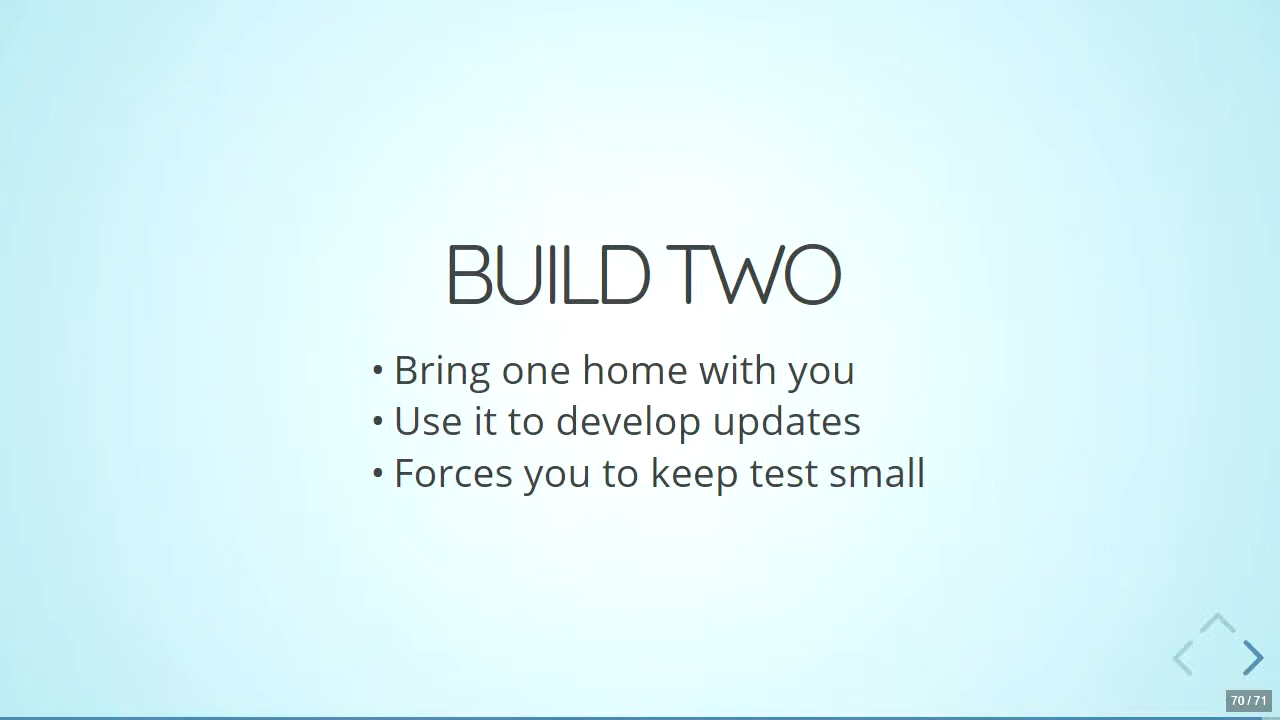 BUILD TWO
• Bring one home with you
• Use it to develop updates
• Forces you to keep test small
70 / 71